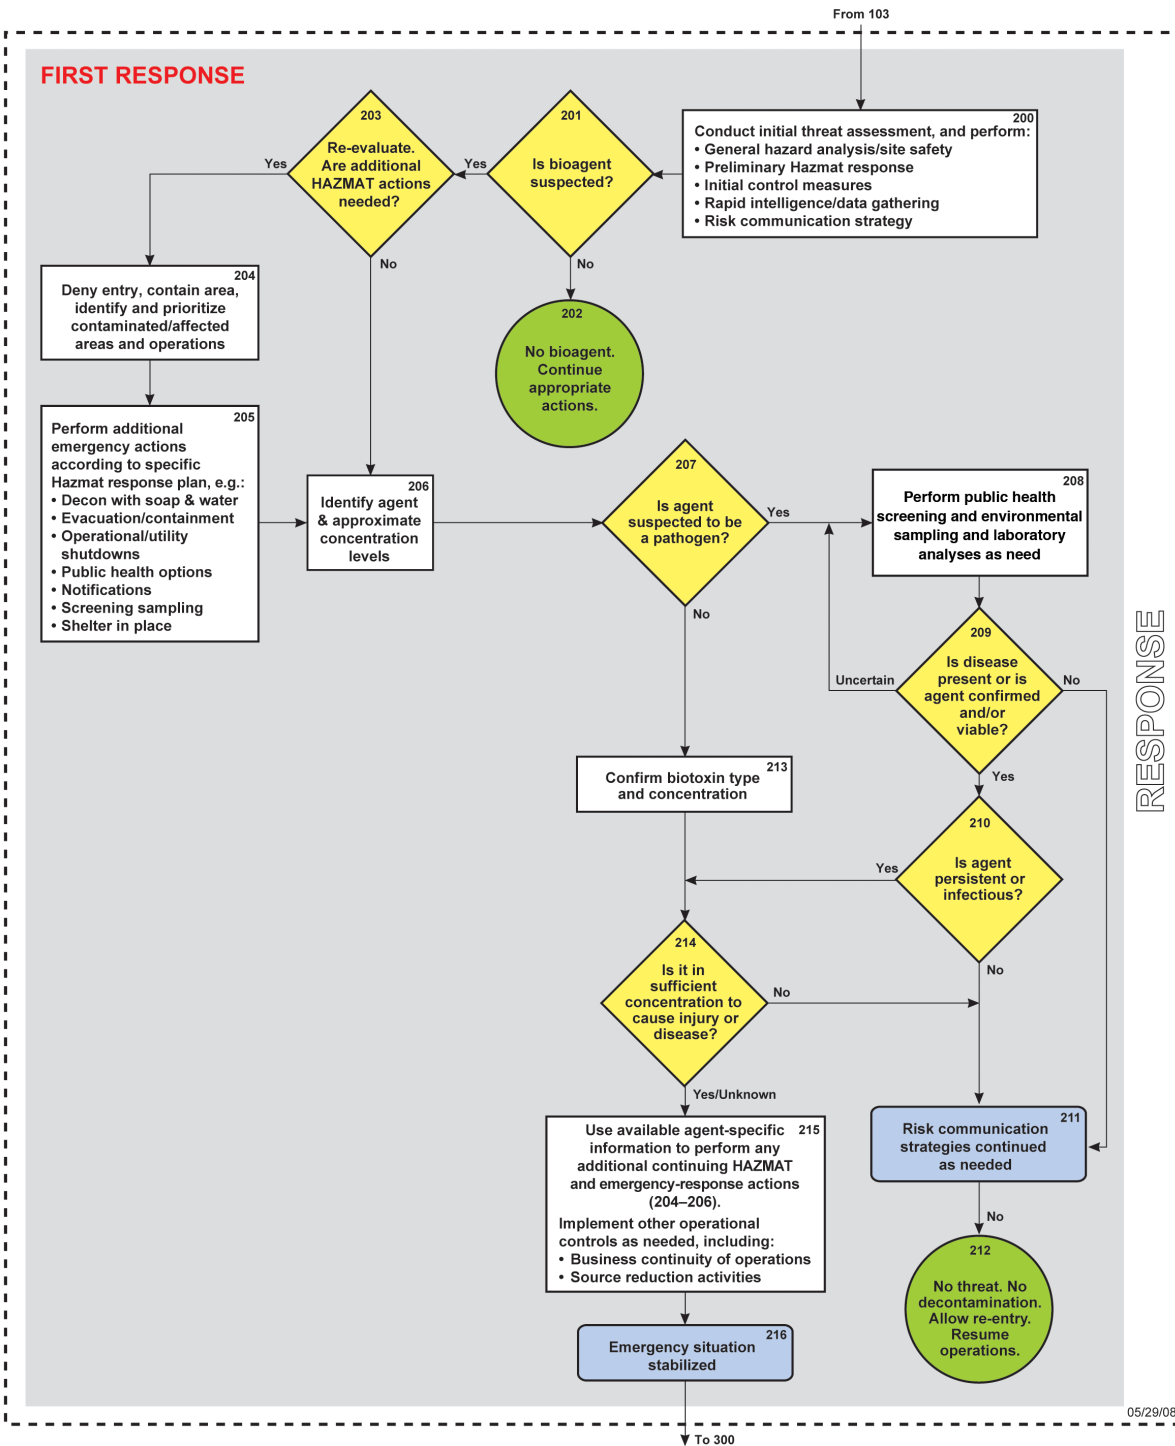 From 103
FIRST RESPONSE
200
Conduct initial threat assessment, and perform:
• General hazard analysis/site safety
• Preliminary Hazmat response
• Initial control measures
• Rapid intelligence/data gathering
• Risk communication strategy
201
Is bioagent
suspected?
Yes
No
202
No bioagent.
Continue
appropriate
actions.
203
Re-evaluate.
Are additional
HAZMAT actions
needed?
Yes
No
204
Deny entry, contain area,
identify and prioritize
contaminated/affected
areas and operations
205
Perform additional
emergency actions
according to specific
Hazmat response plan, e.g.:
• Decon with soap & water
• Evacuation/containment
• Operational/utility
shutdowns
• Public health options
• Notifications
• Screening sampling
• Shelter in place
206
Identify agent
& approximate
concentration
levels
207
Is agent
suspected to be
a pathogen?
Yes
No
208
Perform public health
screening and environmental
sampling and laboratory
analyses as need
209
Is disease
present or is
agent confirmed
and/or
viable?
Uncertain
No
Yes
210
Is agent
persistent or
infectious?
Yes
No
213
Confirm biotoxin type
and concentration
214
Is it in
sufficient
concentration to
cause injury or
disease?
No
Yes/Unknown
211
Risk communication
strategies continued
as needed
No
212
No threat. No
decontamination.
Allow re-entry.
Resume
operations.
215
Use available agent-specific
information to perform any
additional continuing HAZMAT
and emergency-response actions
(204–206).
Implement other operational
controls as needed, including:
• Business continuity of operations
• Source reduction activities
216
Emergency situation
stabilized
To 300
RESPONSE
05/29/08